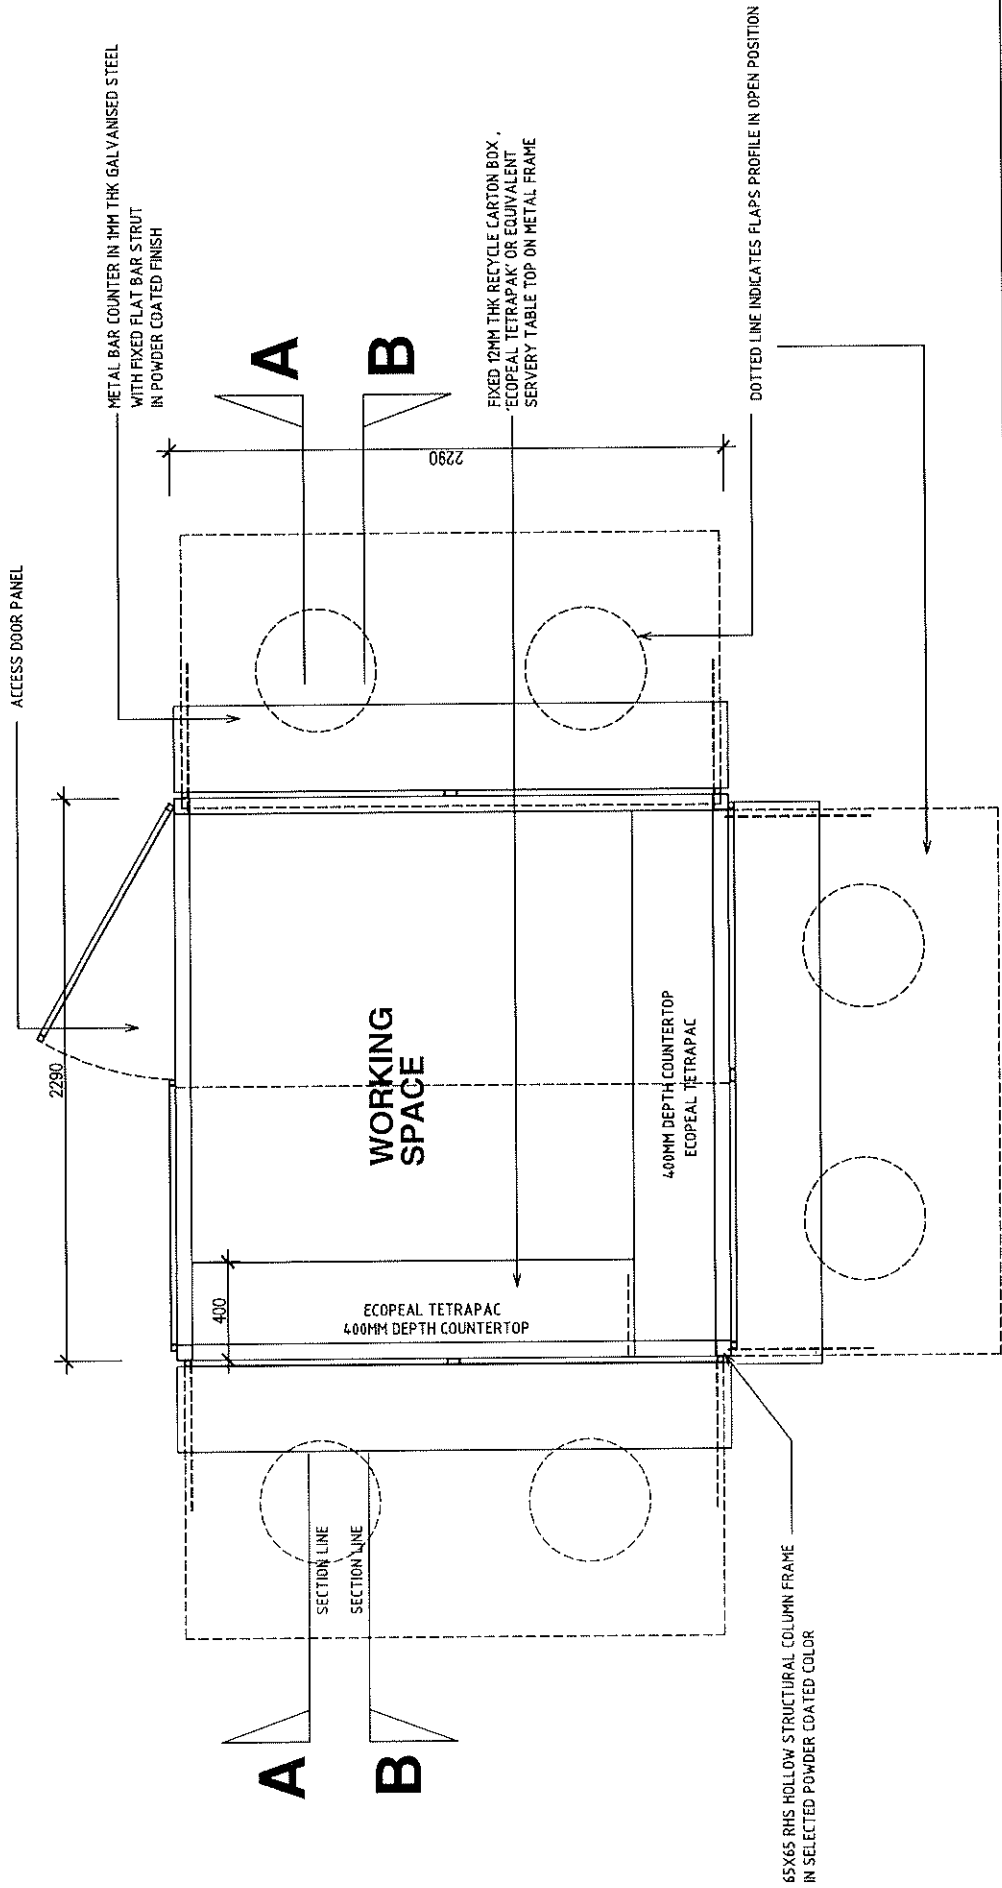 ACCESS DOOR PANEL
METAL BAR COUNTER IN 1MM THK GALVANISED STEEL
WITH FIXED FLAT BAR STRUT
IN POWDER COATED FINISH
2290
A
A
B
B
2290
SECTION LINE
SECTION LINE
400
WORKING
SPACE
ECOPEAL TETRAPAC
400MM DEPTH COUNTERTOP
FIXED 12MM THK RECYCLE CARTON BOX ,
'ECOPEAL TETRAPAK' OR EQUIVALENT
SERVERY TABLE TOP ON METAL FRAME
400MM DEPTH COUNTERTOP
ECOPEAL TETRAPAC
65X65 RHS HOLLOW STRUCTURAL COLUMN FRAME
IN SELECTED POWDER COATED COLOR
DOTTED LINE INDICATES FLAPS PROFILE IN OPEN POSITION